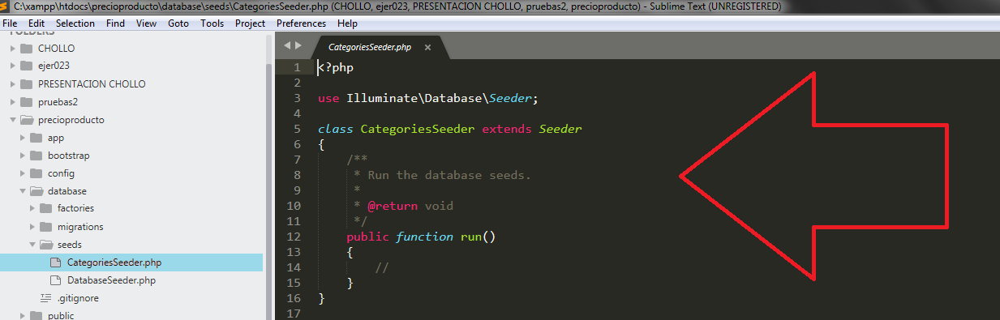 C:\xampp\htdocs\precioproducto\database\seeds\CategoriesSeeder.php (CHOLLO, ejer023, PRESENTACION CHOLLO, pruebas2, precioproducto) - Sublime Text (UNREGISTERED)
File Edit Selection Find View Goto Tools Project Preferences Help
FOLDERS
CHOLLO
ejer023
PRESENTACION CHOLLO
pruebas2
precioproducto
app
bootstrap
config
database
factories
migrations
seeds
CategoriesSeeder.php
DatabaseSeeder.php
.gitignore
public
CategoriesSeeder.php ×
1 <?php
2
3 use Illuminate\Database\Seeder;
4
5 class CategoriesSeeder extends Seeder
6 {
7 /**
8 * Run the database seeds.
9 *
10 * @return void
11 */
12 public function run()
13 {
14 //
15 }
16 }
17